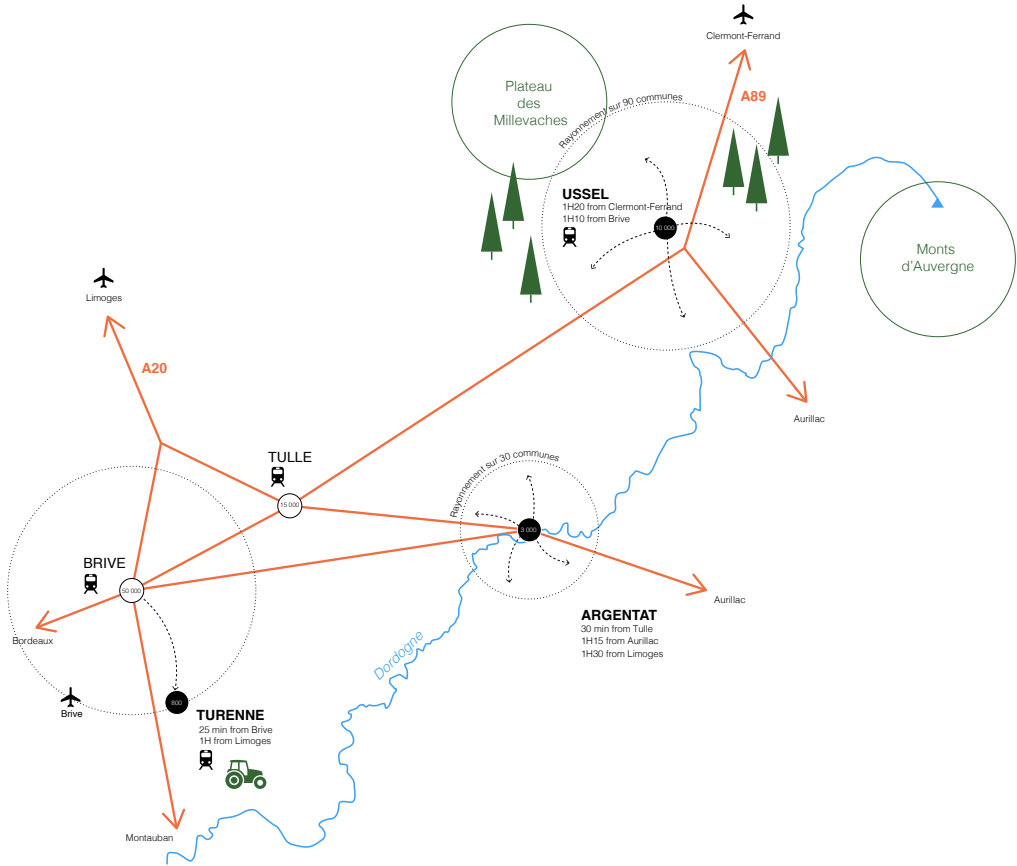 Clermont-Ferrand
A89
Plateau
des
Millevaches
Rayonnement sur 90 communes
USSEL
1H20 from Clermont-Ferrand
1H10 from Brive
10 000
Monts
d'Auvergne
Limoges
A20
Aurillac
TULLE
15 000
Rayonnement sur 30 communes
3 000
BRIVE
50 000
Bordeaux
Aurillac
ARGENTAT
30 min from Tulle
1H15 from Aurillac
1H30 from Limoges
Dordogne
Brive
800
TURENNE
25 min from Brive
1H from Limoges
Montauban